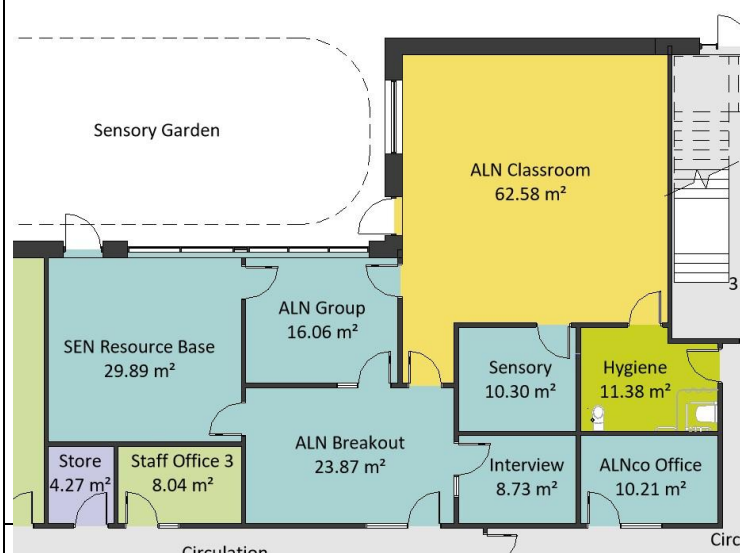 Sensory Garden
ALN Classroom
62.58 m²
ALN Group
16.06 m²
SEN Resource Base
29.89 m²
Sensory
10.30 m²
Hygiene
11.38 m²
3
ALN Breakout
23.87 m²
Store
4.27 m²
Staff Office 3
8.04 m²
Interview
8.73 m²
ALNco Office
10.21 m²
Circulation
Circ